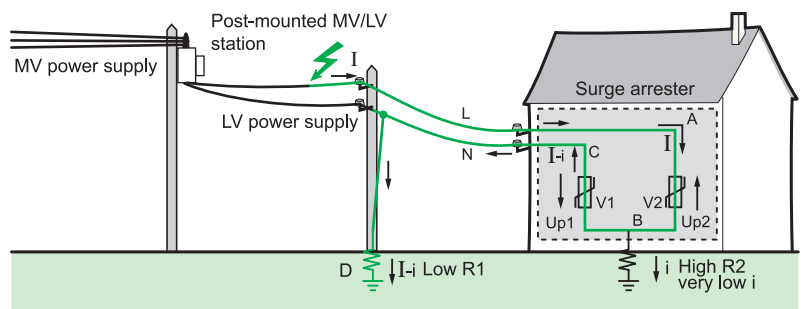 Post-mounted MV/LV
station
I
MV power supply
Surge arrester
LV power supply
L
A
N
I-i
C
I
V1
V2
Up1
B
Up2
D
I-i Low R1
i
High R2
very low i